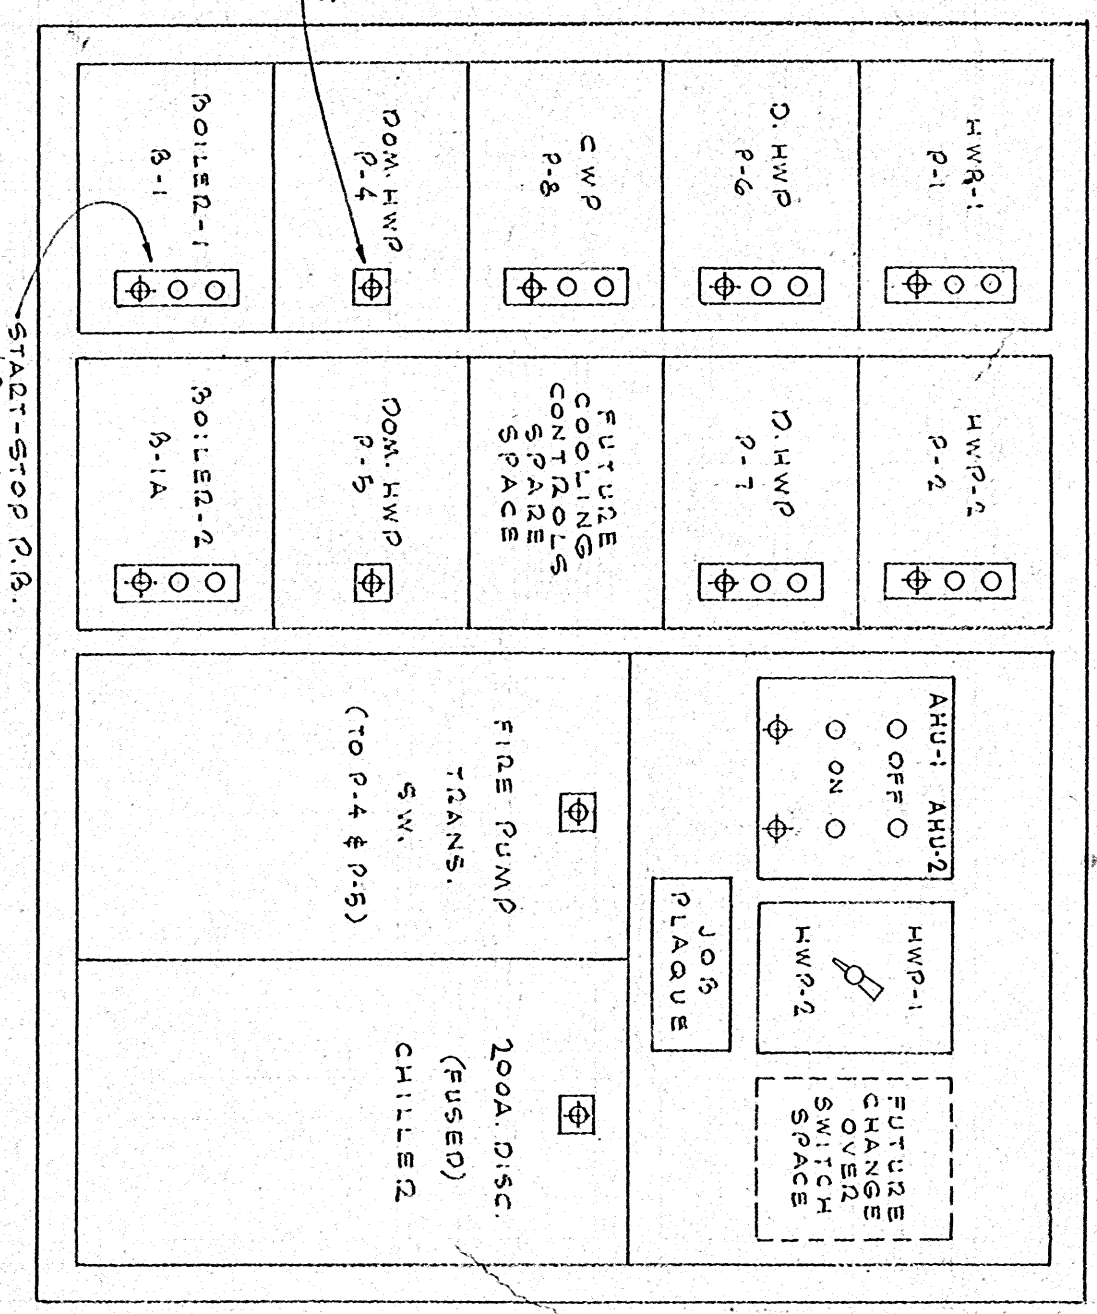 HWP-1
P-1
HWP-2
P-2
AHU-1 AHU-2
OFF
ON
HWP-1
HWP-2
FUTURE
CHANGE
OVER
SWITCH
SPACE
JOB
PLAQUE
D. HWP
P-6
D. HWP
P-7
CWP
P-8
FUTURE
COOLING
CONTROLS
SPARE
SPACE
FIRE PUMP
TRANS.
SW.
(TO P-4 & P-5)
200A. DISC.
(FUSED)
CHILLER
DOM. HWP
P-4
DOM. HWP
P-5
BOILER-1
B-1
BOILER-2
B-1A
START-STOP P.B.